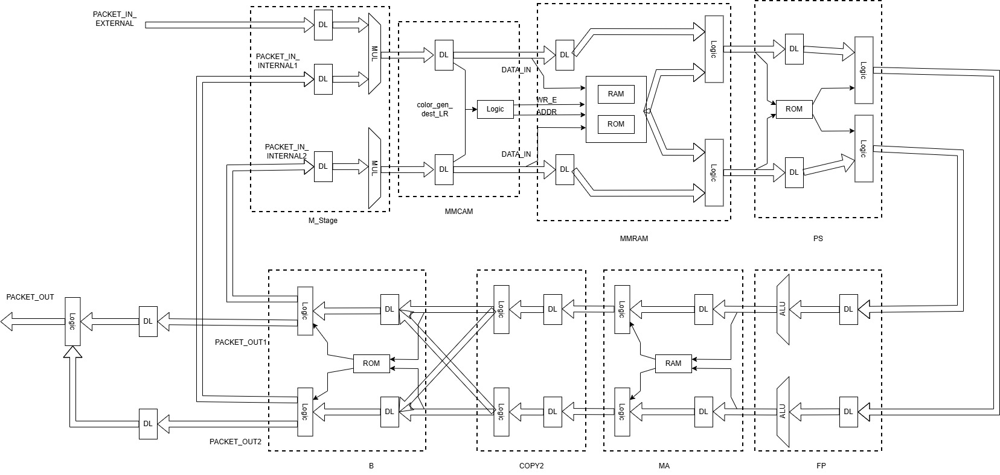 PACKET_IN_
EXTERNAL
DL
MUL
PACKET_IN_
INTERNAL1
DL
PACKET_IN_
INTERNAL2
DL
MUL
M_Stage
DL
color_gen_
dest_LR
Logic
DL
MMCAM
DATA_IN
WR_E
ADDR
DATA_IN
DL
RAM
ROM
DL
Logic
Logic
MMRAM
DL
ROM
DL
Logic
Logic
PS
PACKET_OUT
Logic
DL
DL
PACKET_OUT1
PACKET_OUT2
Logic
DL
ROM
Logic
DL
B
Logic
DL
Logic
DL
COPY2
Logic
DL
RAM
Logic
DL
MA
ALU
DL
ALU
DL
FP